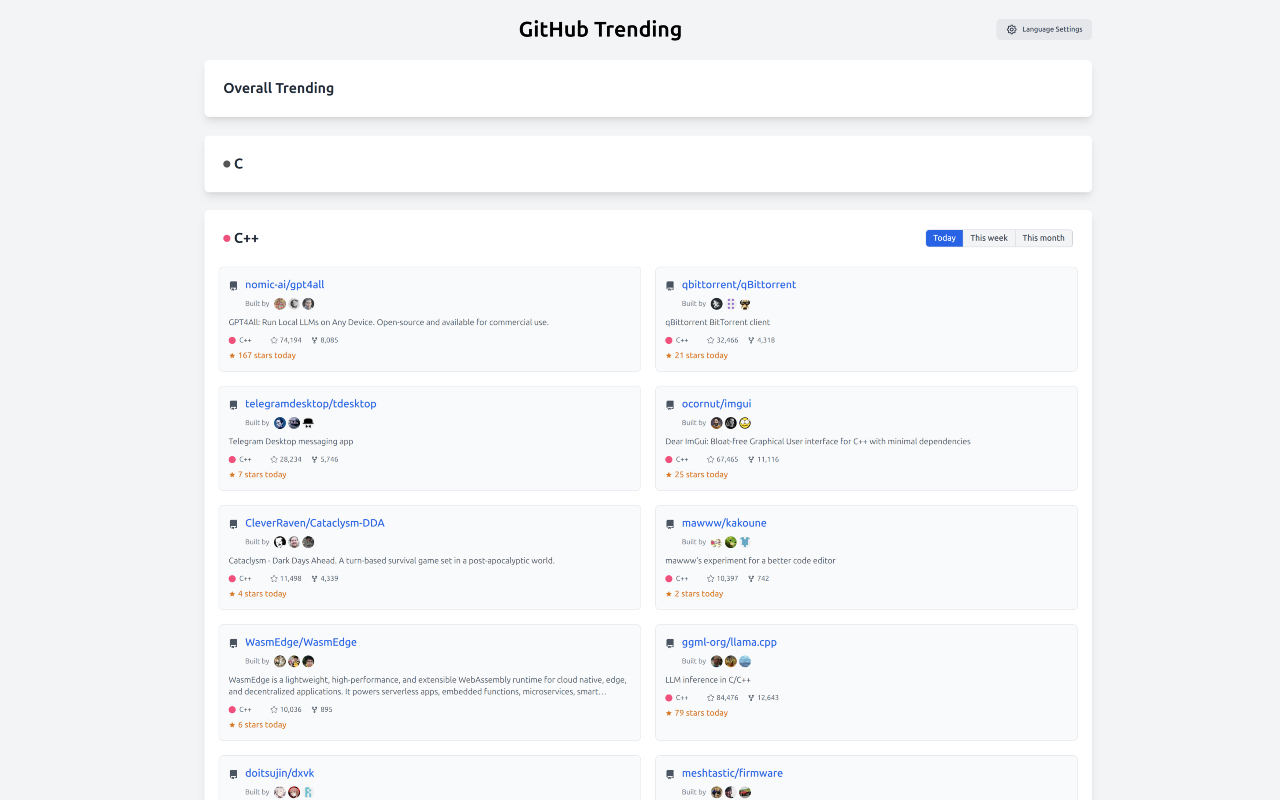 GitHub Trending
Language Settings
Overall Trending
C
C++
Today
This week
This month
nomic-ai/gpt4all
Built by
GPT4All: Run Local LLMs on Any Device. Open-source and available for commercial use.
C++ 74,194 8,085
167 stars today
qbittorrent/qBittorrent
Built by
qBittorrent BitTorrent client
C++ 32,466 4,318
21 stars today
telegramdesktop/tdesktop
Built by
Telegram Desktop messaging app
C++ 28,234 5,746
7 stars today
ocornut/imgui
Built by
Dear ImGui: Bloat-free Graphical User interface for C++ with minimal dependencies
C++ 67,465 11,116
25 stars today
CleverRaven/Cataclysm-DDA
Built by
Cataclysm - Dark Days Ahead. A turn-based survival game set in a post-apocalyptic world.
C++ 11,498 4,339
4 stars today
mawww/kakoune
Built by
mawww's experiment for a better code editor
C++ 10,397 742
2 stars today
WasmEdge/WasmEdge
Built by
WasmEdge is a lightweight, high-performance, and extensible WebAssembly runtime for cloud native, edge,
and decentralized applications. It powers serverless apps, embedded functions, microservices, smart…
C++ 10,036 895
6 stars today
ggml-org/llama.cpp
Built by
LLM inference in C/C++
C++ 84,476 12,643
79 stars today
doitsujin/dxvk
Built by
meshtastic/firmware
Built by